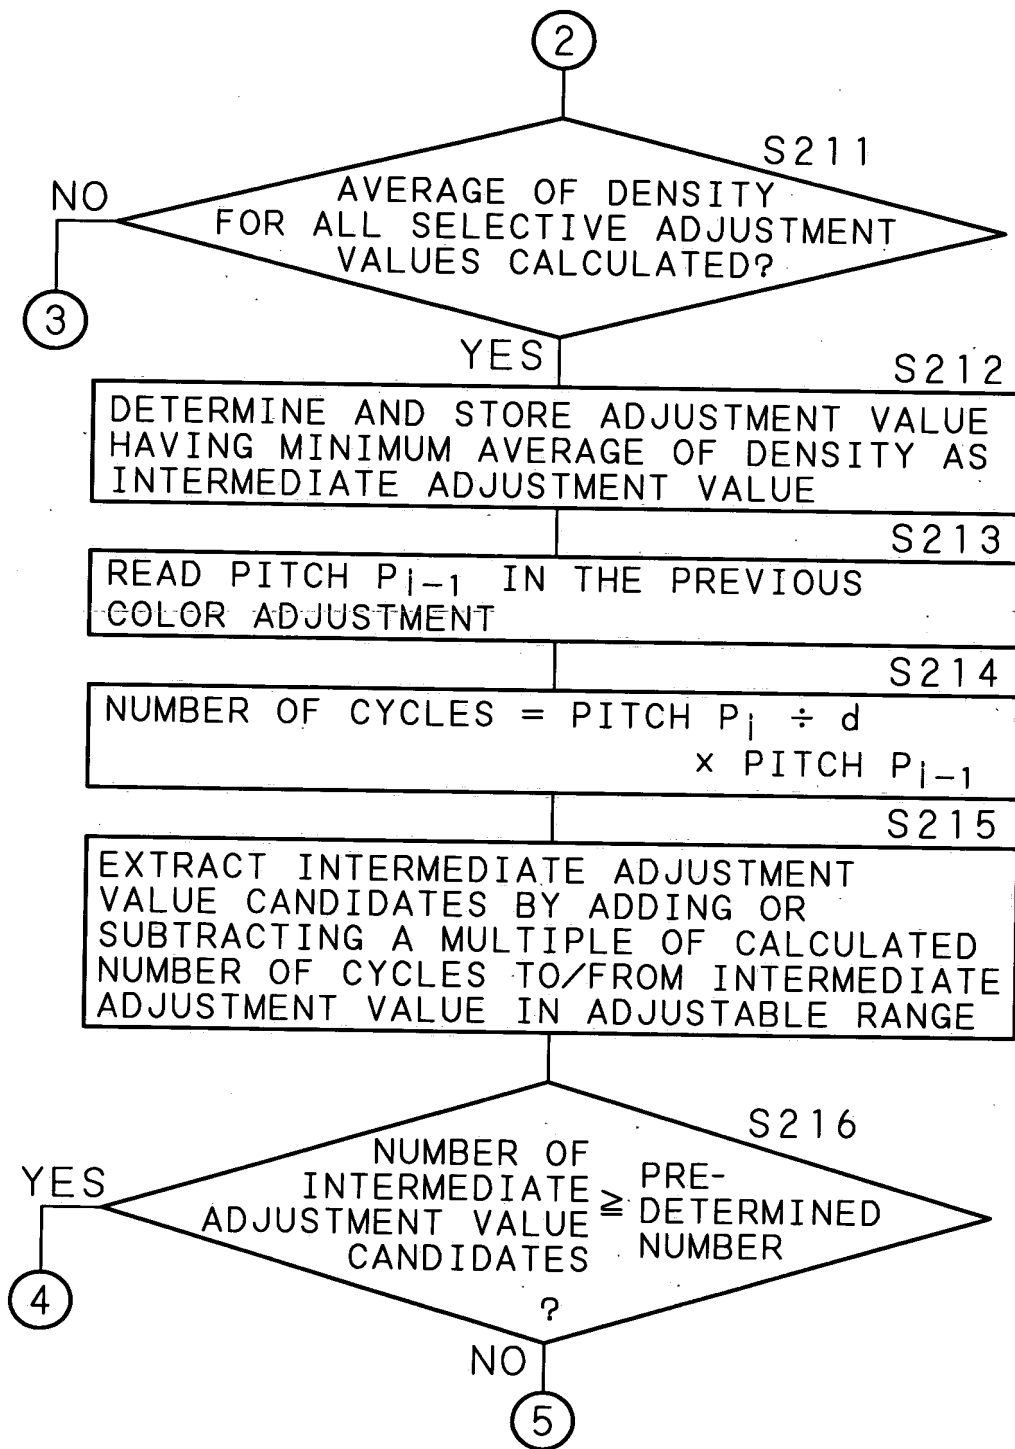 2
S211
NO
AVERAGE OF DENSITY
FOR ALL SELECTIVE ADJUSTMENT
VALUES CALCULATED?
3
YES
S212
DETERMINE AND STORE ADJUSTMENT VALUE
HAVING MINIMUM AVERAGE OF DENSITY AS
INTERMEDIATE ADJUSTMENT VALUE
S213
READ PITCH Pi-1 IN THE PREVIOUS
COLOR ADJUSTMENT
S214
NUMBER OF CYCLES = PITCH Pi ÷ d
× PITCH Pi-1
S215
EXTRACT INTERMEDIATE ADJUSTMENT
VALUE CANDIDATES BY ADDING OR
SUBTRACTING A MULTIPLE OF CALCULATED
NUMBER OF CYCLES TO/FROM INTERMEDIATE
ADJUSTMENT VALUE IN ADJUSTABLE RANGE
S216
YES
NUMBER OF
INTERMEDIATE
ADJUSTMENT VALUE
CANDIDATES
≧
PRE-
DETERMINED
NUMBER
?
4
NO
5